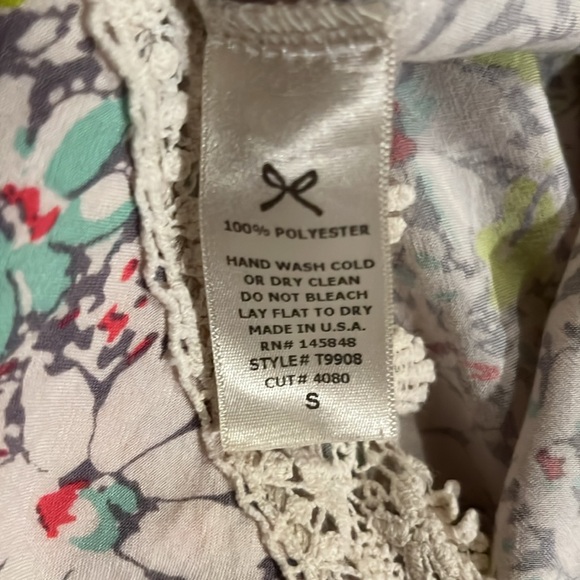 100% POLYESTER
HAND WASH COLD
OR DRY CLEAN
DO NOT BLEACH
LAY FLAT TO DRY
MADE IN U.S.A.
RN# 145848
STYLE# T9908
CUT# 4080
S